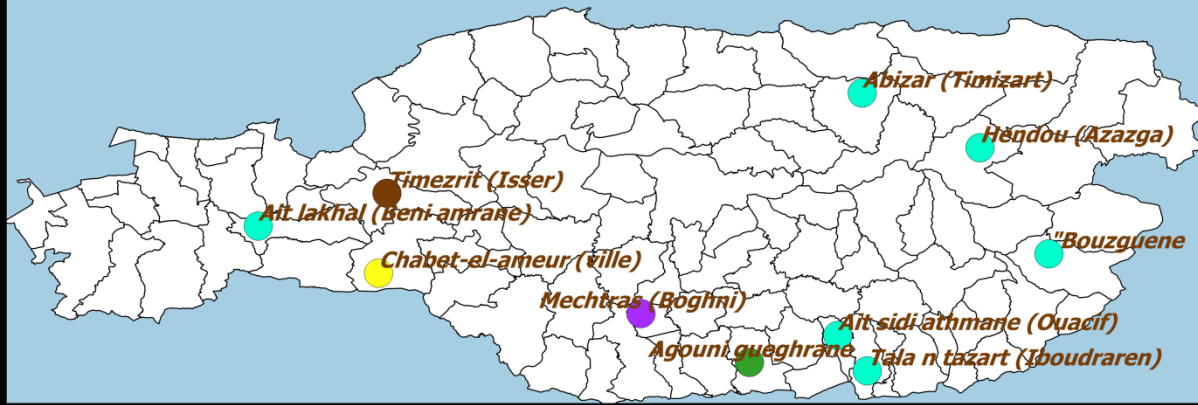 Abizar (Timizart)
Hendou (Azazga)
Timezrit (Isser)
Ait lakhal (Beni amrane)
"Bouzguene
Chabet-el-ameur (ville)
Mechtras (Boghni)
Ait sidi athmane (Ouacif)
Agouni gueghrane
Tala n tazart (Iboudraren)